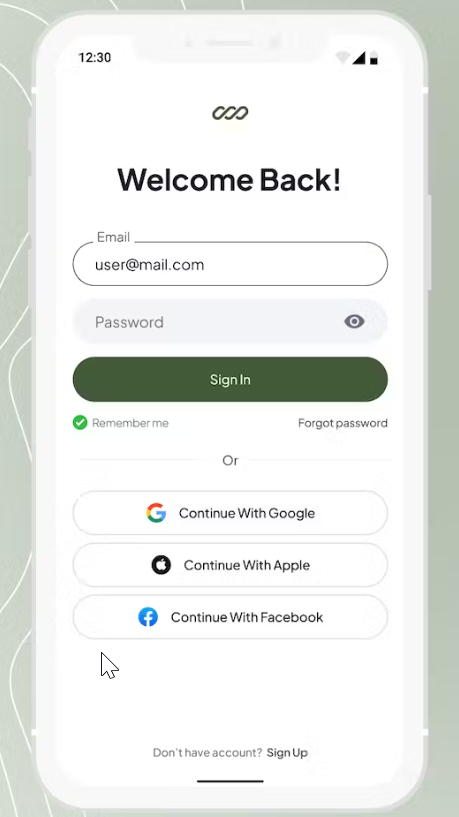 12:30
Welcome Back!
Email
user@mail.com
Password
Sign In
Remember me
Forgot password
Or
Continue With Google
Continue With Apple
Continue With Facebook
Don't have account? Sign Up